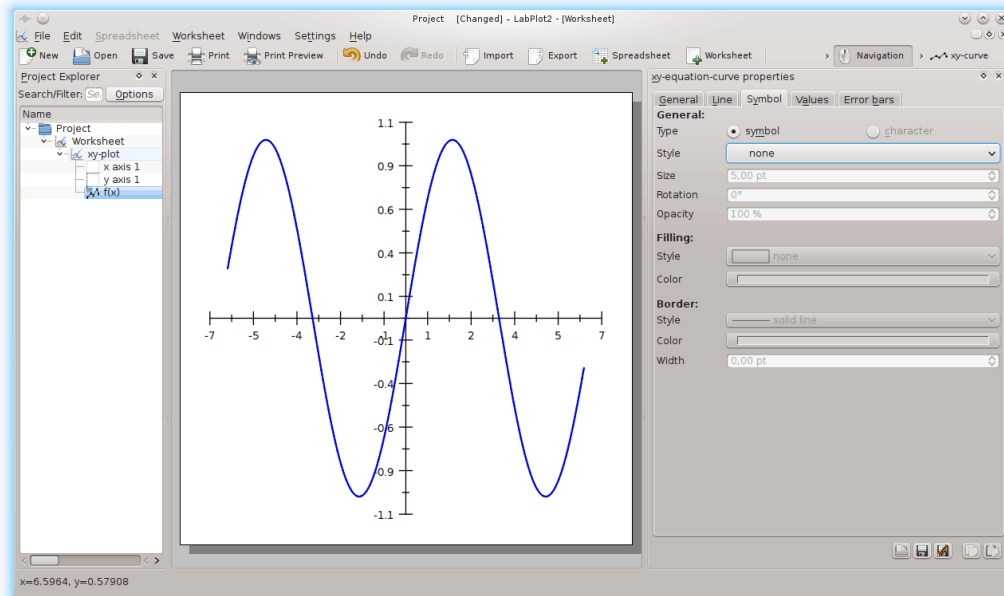 Project [Changed] – LabPlot2 - [Worksheet]
File Edit Spreadsheet Worksheet Windows Settings Help
New Open Save Print Print Preview Undo Redo Import Export Spreadsheet Worksheet Navigation xy-curve
Project Explorer
Search/Filter: Se Options
Name
Project
Worksheet
xy-plot
x axis 1
y axis 1
f(x)
1.1
0.9
0.6
0.4
0.1
-7 -5 -4 -2 -1 1 2 4 5 7
-0.1
-0.4
-0.6
-0.9
-1.1
xy-equation-curve properties
General Line Symbol Values Error bars
General:
Type symbol character
Style none
Size 5,00 pt
Rotation 0°
Opacity 100 %
Filling:
Style none
Color
Border:
Style solid line
Color
Width 0,00 pt
x=6.5964, y=0.57908